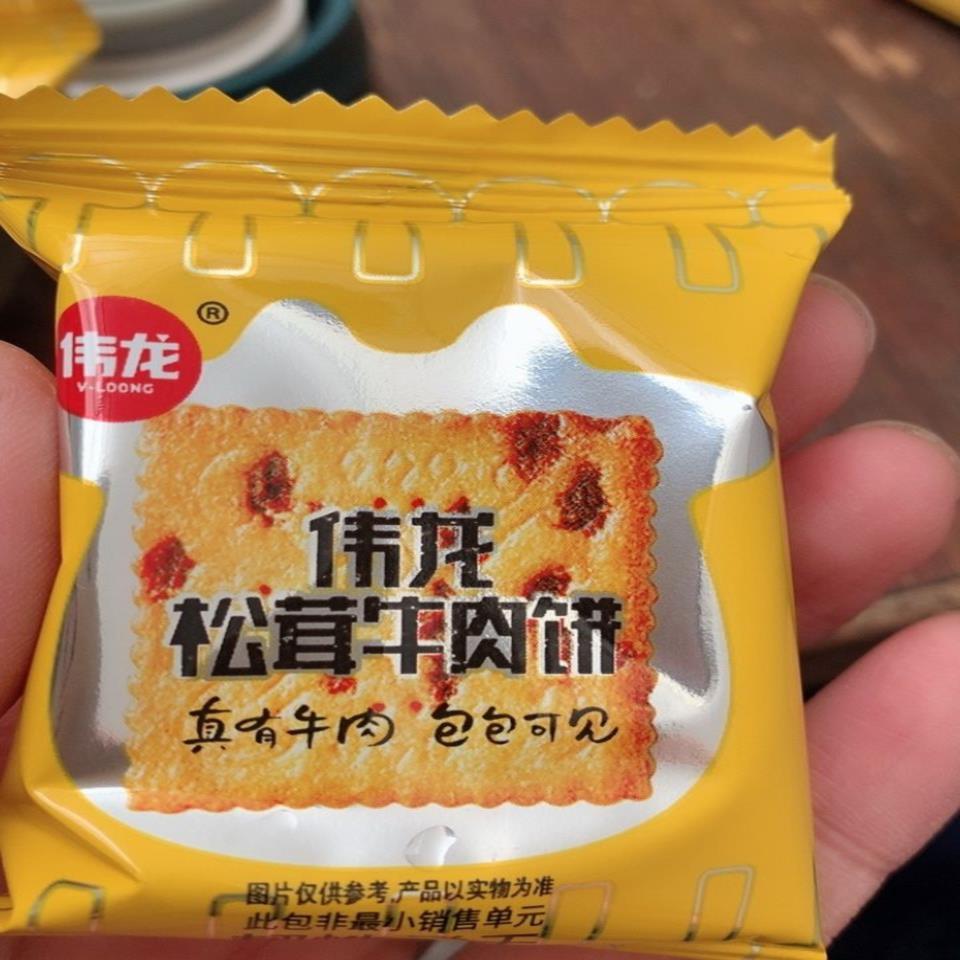 伟龙
®
V-LOONG
伟龙
松茸牛肉饼
真有牛肉 包包可见
图片仅供参考,产品以实物为准
此包非最小销售单元